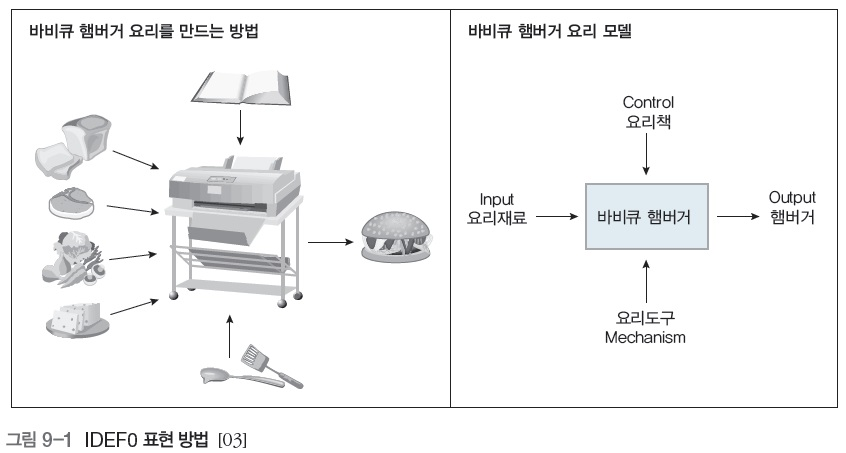 바비큐 햄버거 요리를 만드는 방법
바비큐 햄버거 요리 모델
Control
요리책
Input
요리재료
바비큐 햄버거
Output
햄버거
요리도구
Mechanism
그림 9-1 IDEF0 표현 방법 [03]